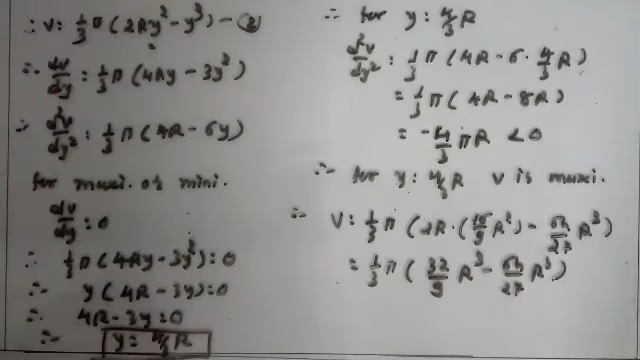 ∴ V: 1/3 π (2Ry² - y³) - ②
∴ dv/dy : 1/3 π (4Ry - 3y²)
∴ d²v/dy² : 1/3 π (4R - 6y)
for maxi. or mini.
dv/dy : 0
∴ 1/3 π (4Ry - 3y²) : 0
∴ y (4R - 3y) : 0
∴ 4R - 3y : 0
∴ y = 4/3 R
∴ for y : 4/3 R
d²v/dy² : 1/3 π (4R - 6 · 4/3 R)
= 1/3 π (4R - 8R)
= -4/3 πR < 0
∴ for y : 4/3 R v is maxi.
∴ V : 1/3 π (2R · (16/9 R²) - 64/27 R³)
= 1/3 π (32/9 R³ - 64/27 R³)